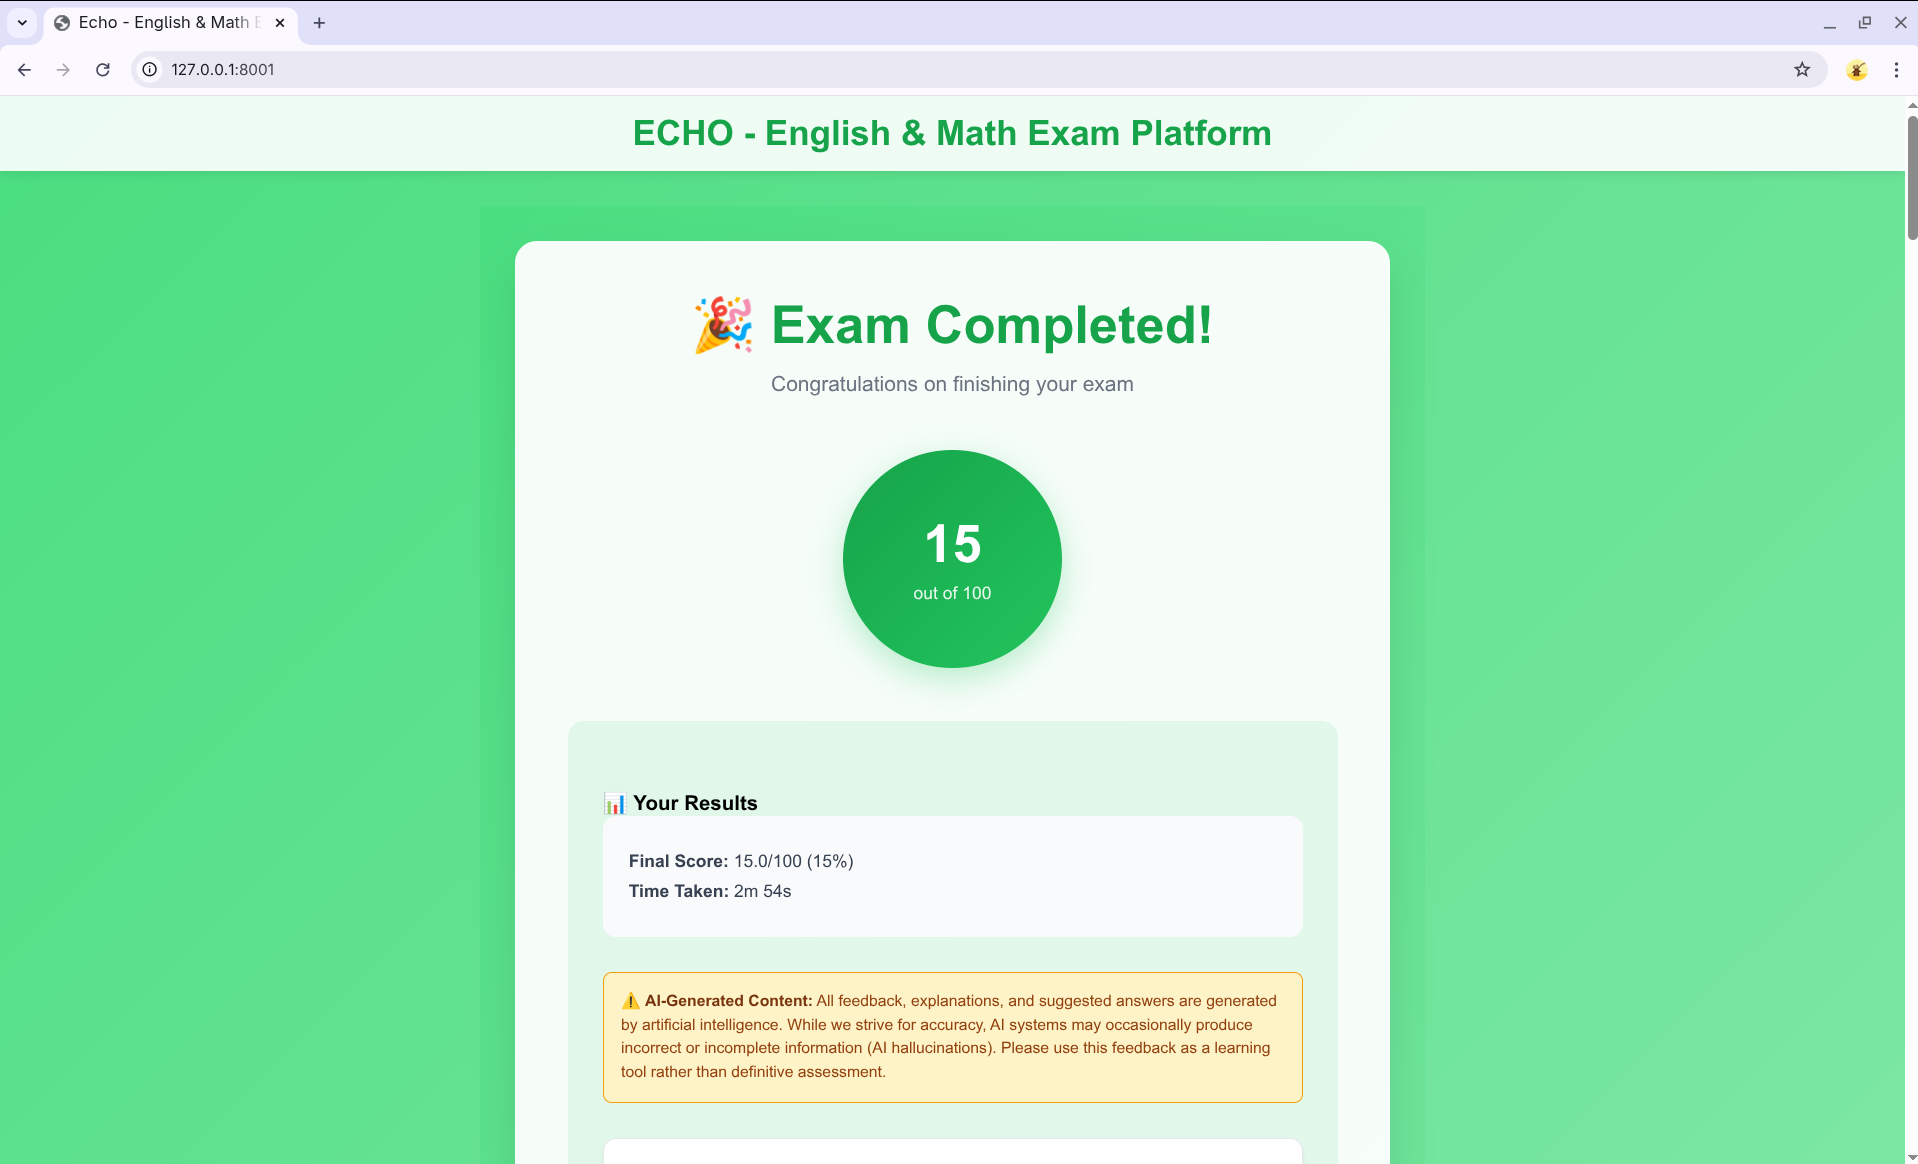 Echo - English & Math E
127.0.0.1:8001
ECHO - English & Math Exam Platform
Exam Completed!
Congratulations on finishing your exam
15
out of 100
Your Results
Final Score: 15.0/100 (15%)
Time Taken: 2m 54s
AI-Generated Content: All feedback, explanations, and suggested answers are generated
by artificial intelligence. While we strive for accuracy, AI systems may occasionally produce
incorrect or incomplete information (AI hallucinations). Please use this feedback as a learning
tool rather than definitive assessment.